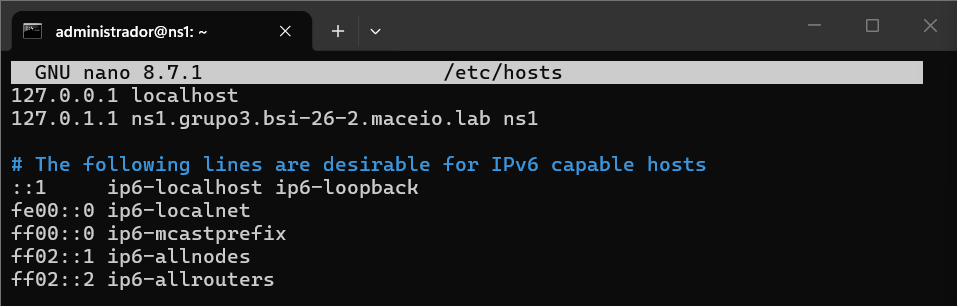 administrador@ns1: ~
GNU nano 8.7.1 /etc/hosts
127.0.0.1 localhost
127.0.1.1 ns1.grupo3.bsi-26-2.maceio.lab ns1
# The following lines are desirable for IPv6 capable hosts
::1 ip6-localhost ip6-loopback
fe00::0 ip6-localnet
ff00::0 ip6-mcastprefix
ff02::1 ip6-allnodes
ff02::2 ip6-allrouters